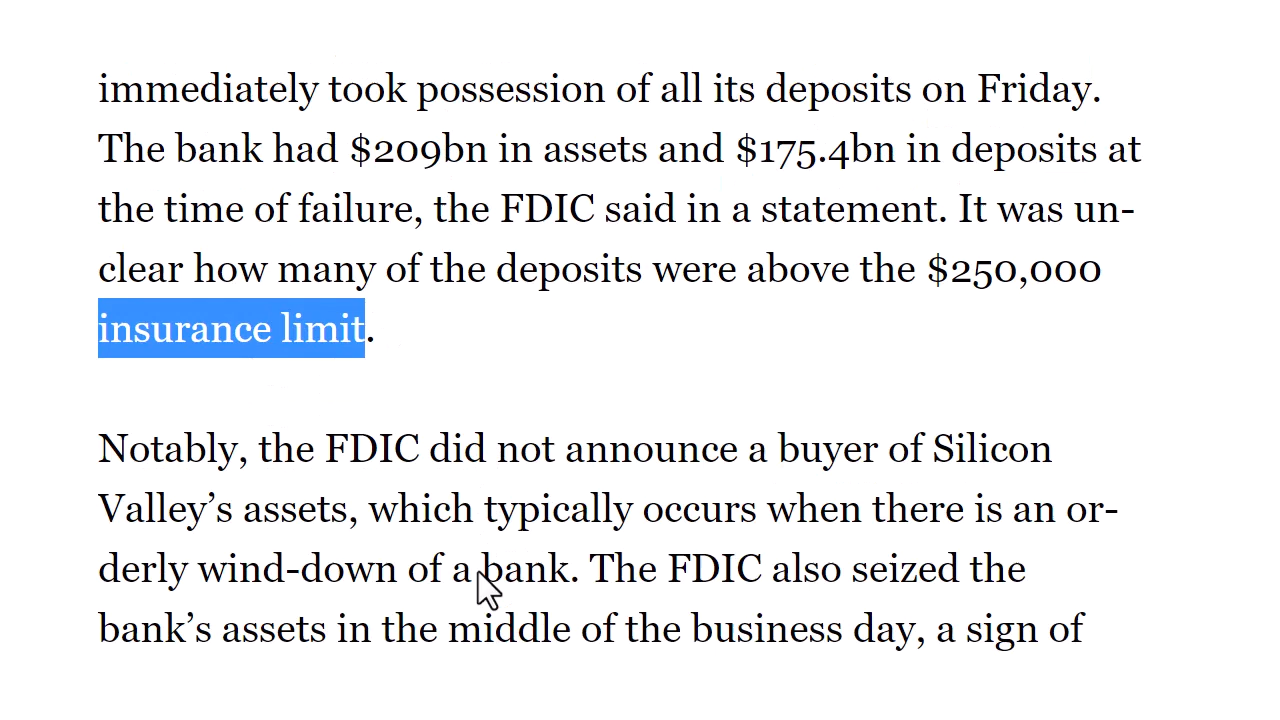 immediately took possession of all its deposits on Friday.
The bank had $209bn in assets and $175.4bn in deposits at
the time of failure, the FDIC said in a statement. It was un-
clear how many of the deposits were above the $250,000
insurance limit.
Notably, the FDIC did not announce a buyer of Silicon
Valley’s assets, which typically occurs when there is an or-
derly wind-down of a bank. The FDIC also seized the
bank’s assets in the middle of the business day, a sign of